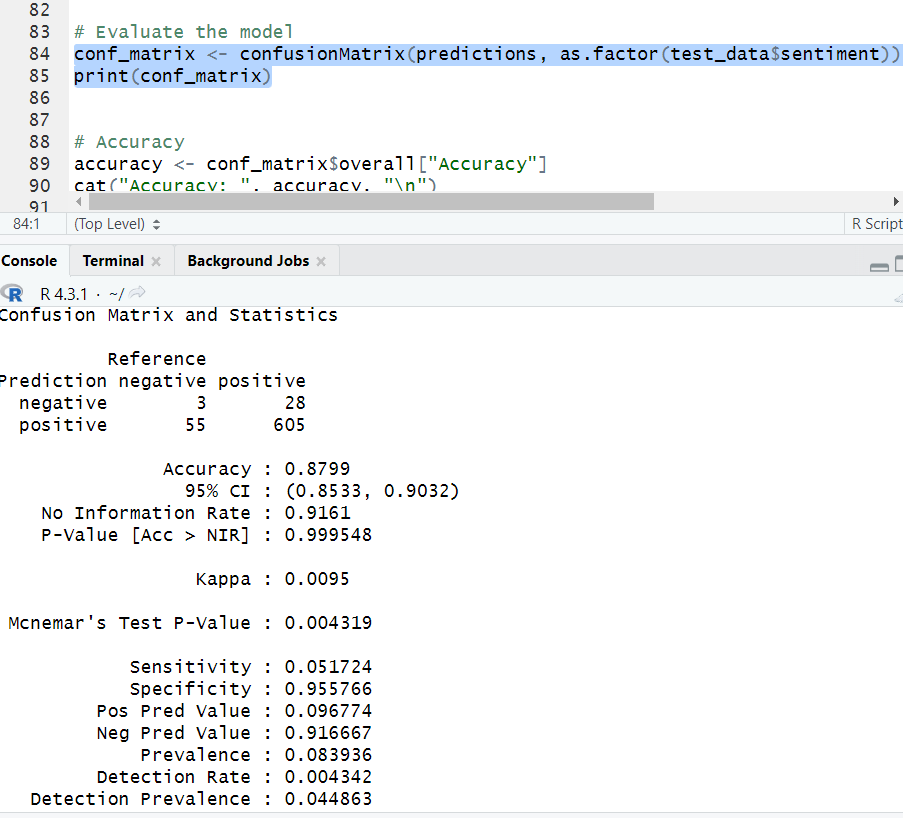 82
83 # Evaluate the model
84 conf_matrix <- confusionMatrix(predictions, as.factor(test_data$sentiment))
85 print(conf_matrix)
86
87
88 # Accuracy
89 accuracy <- conf_matrix$overall["Accuracy"]
90 cat("Accuracy: ", accuracy, "\n")
91
84:1 (Top Level) R Script
Console Terminal Background Jobs
R R 4.3.1 · ~/
Confusion Matrix and Statistics
Reference
Prediction negative positive
negative 3 28
positive 55 605
Accuracy : 0.8799
95% CI : (0.8533, 0.9032)
No Information Rate : 0.9161
P-Value [Acc > NIR] : 0.999548
Kappa : 0.0095
Mcnemar's Test P-Value : 0.004319
Sensitivity : 0.051724
Specificity : 0.955766
Pos Pred Value : 0.096774
Neg Pred Value : 0.916667
Prevalence : 0.083936
Detection Rate : 0.004342
Detection Prevalence : 0.044863